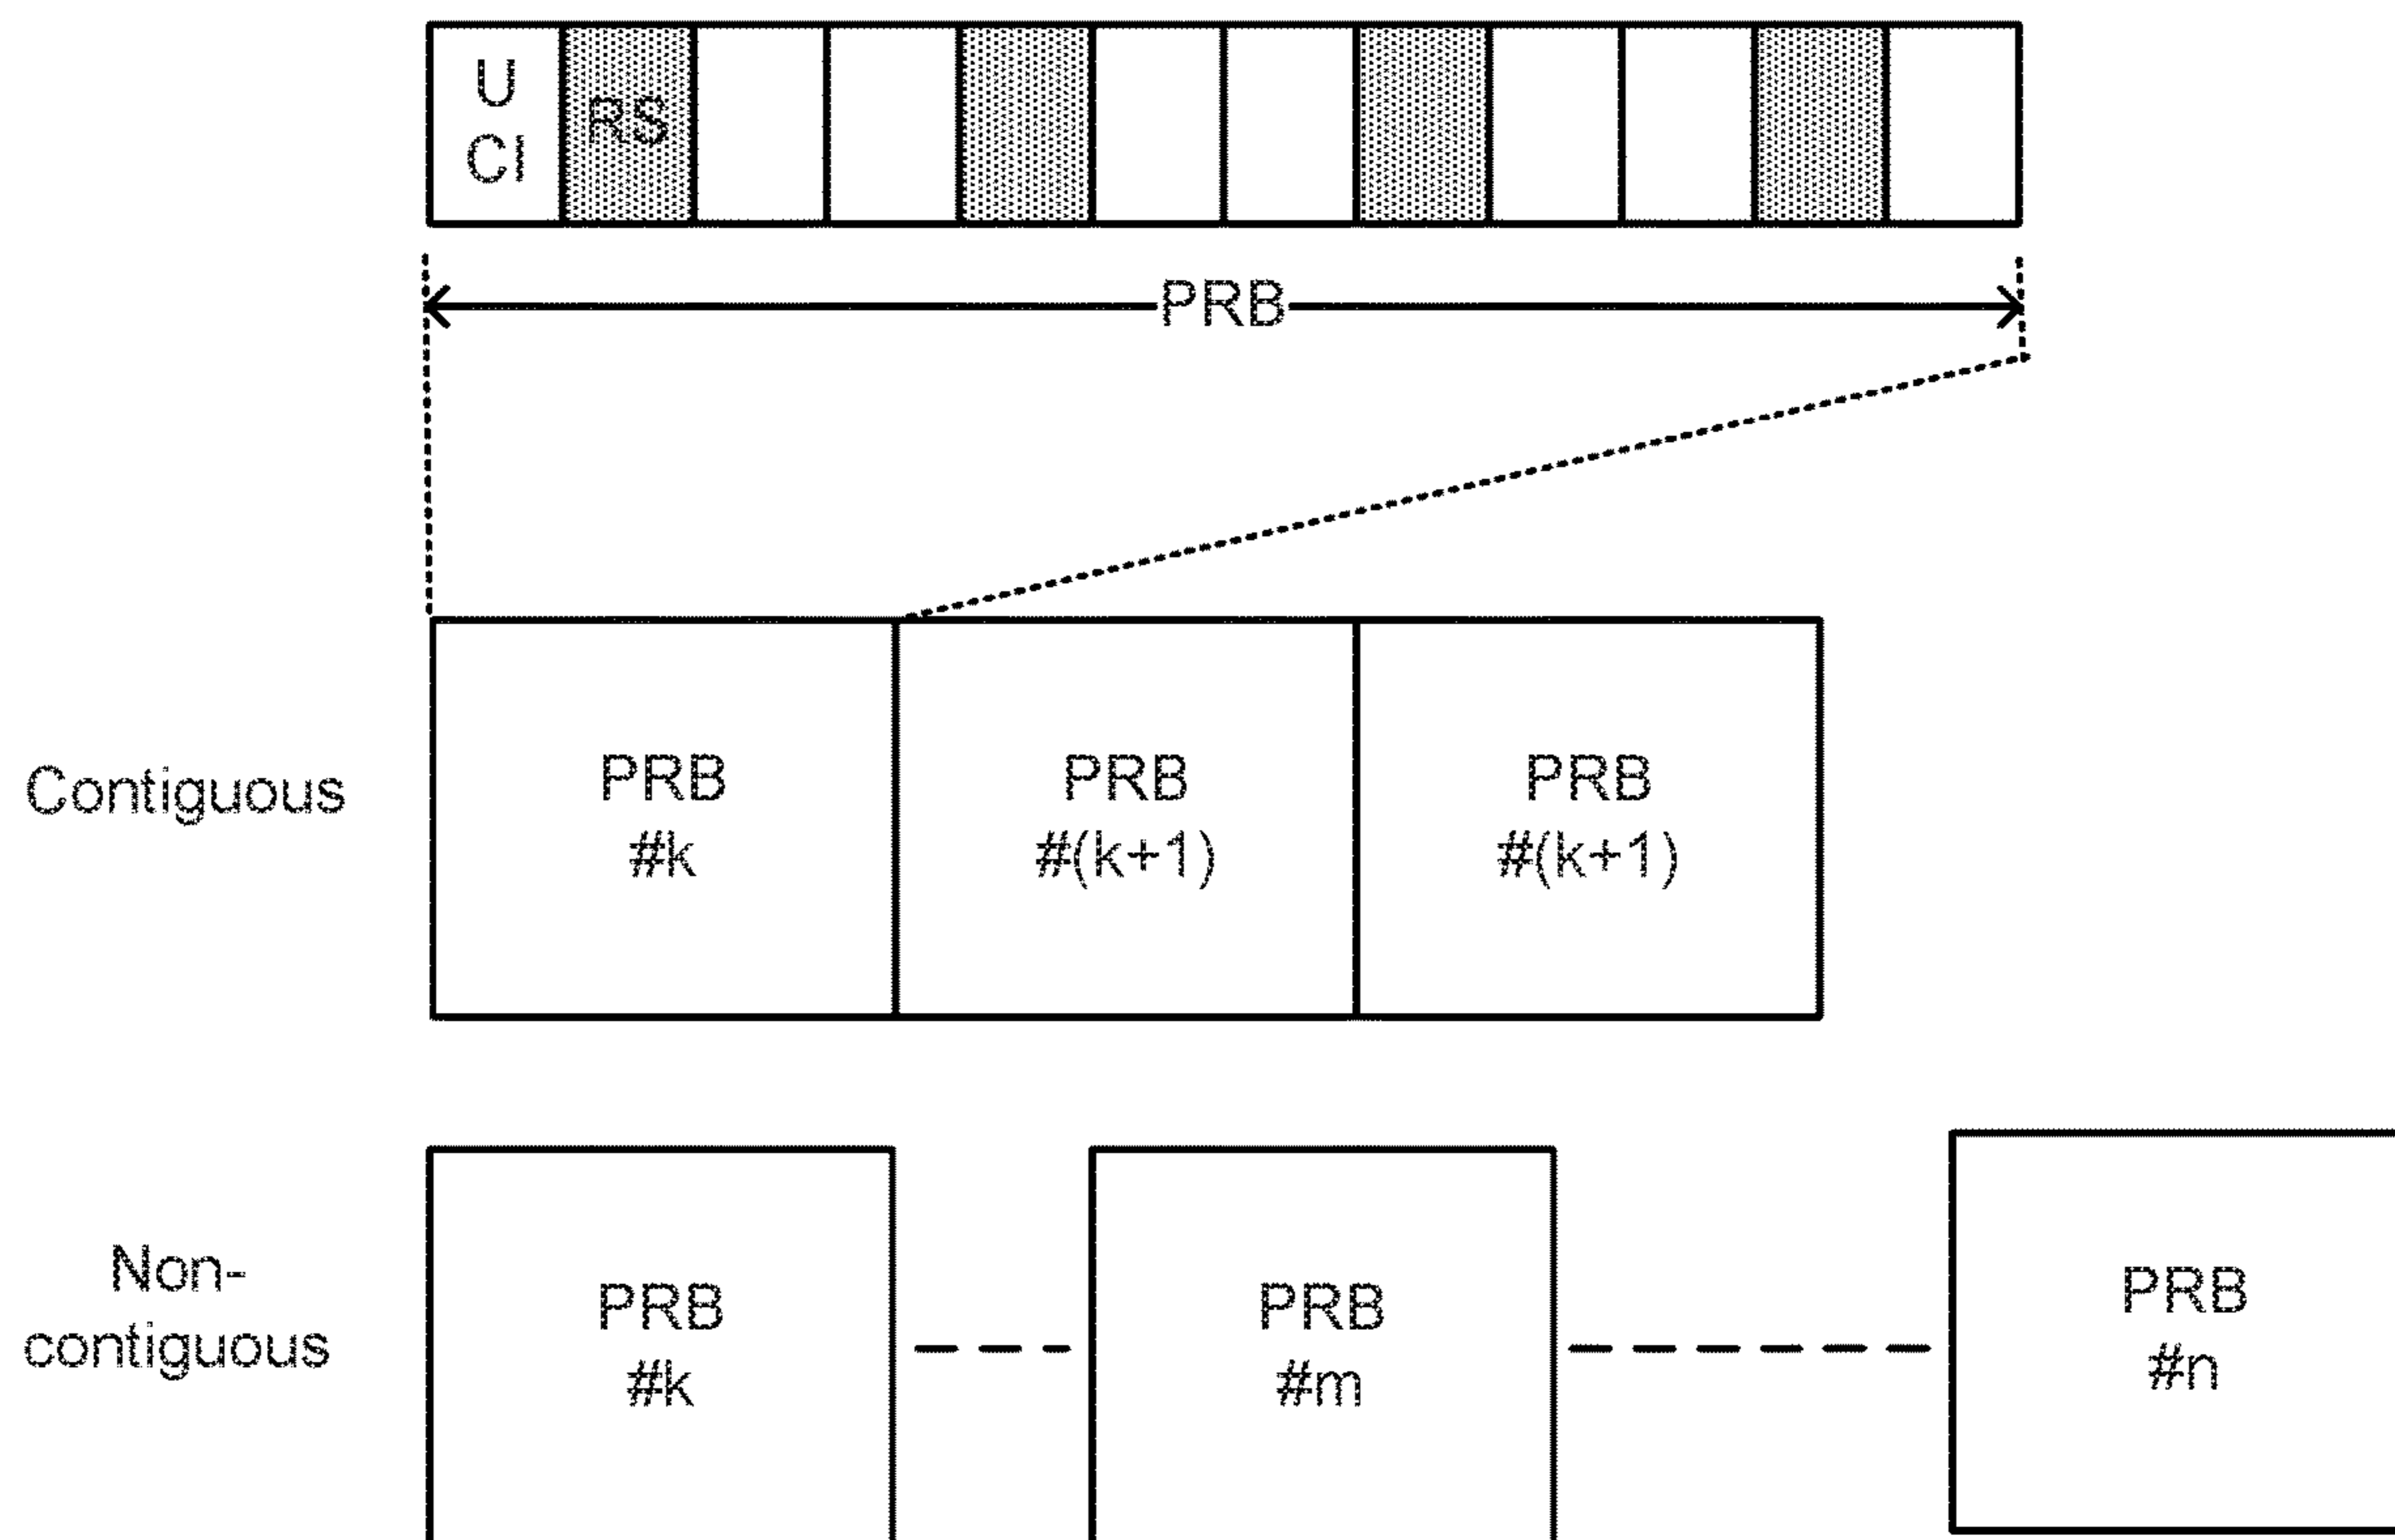 U
CI
RS
PRB
Contiguous
PRB
#k
PRB
#(k+1)
PRB
#(k+1)
Non-
contiguous
PRB
#k
PRB
#m
PRB
#n